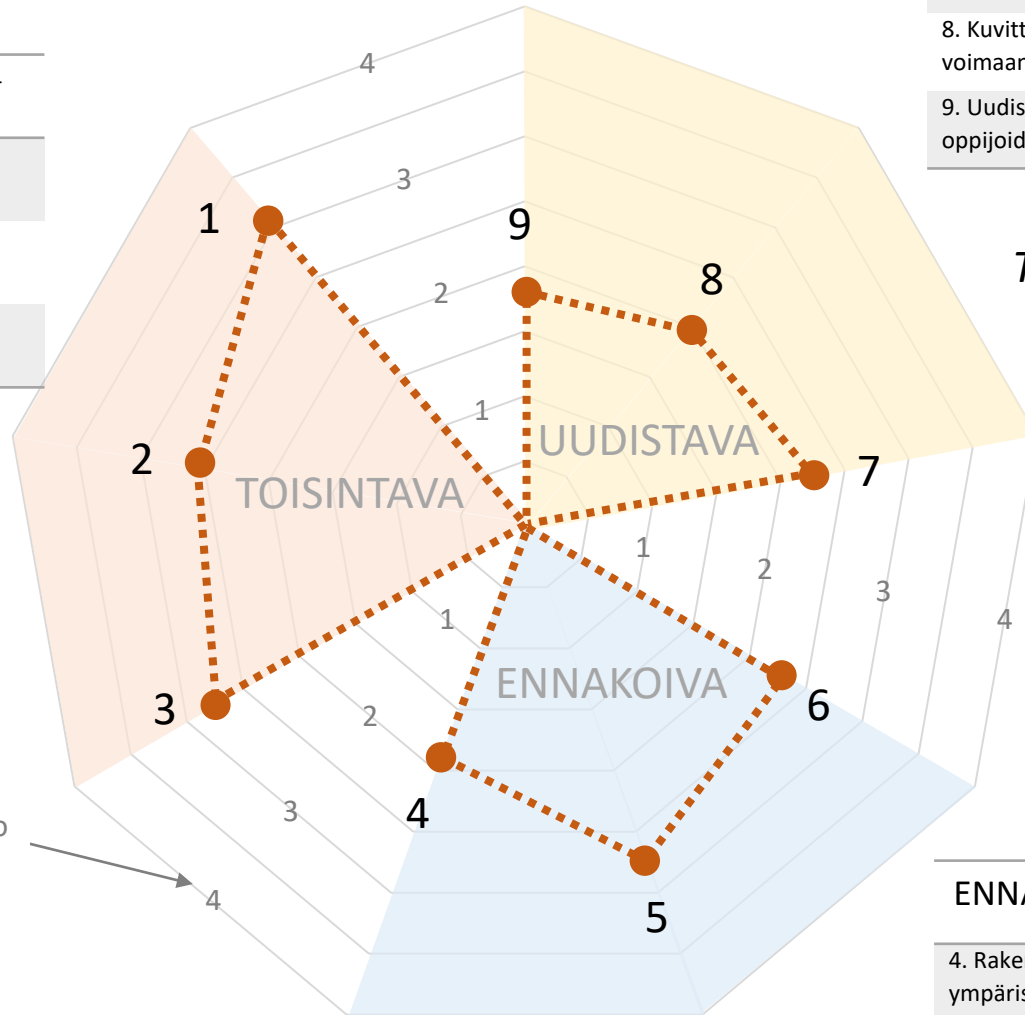 8. Kuvitt
voimaan
9. Uudis
oppijoid
4
3
2
1
9
8
7
1
2
3
UUDISTAVA
TOISINTAVA
T
1
2
3
4
1
2
3
4
ENNAKOIVA
6
4
5
ENNA
4. Rake
ympäris